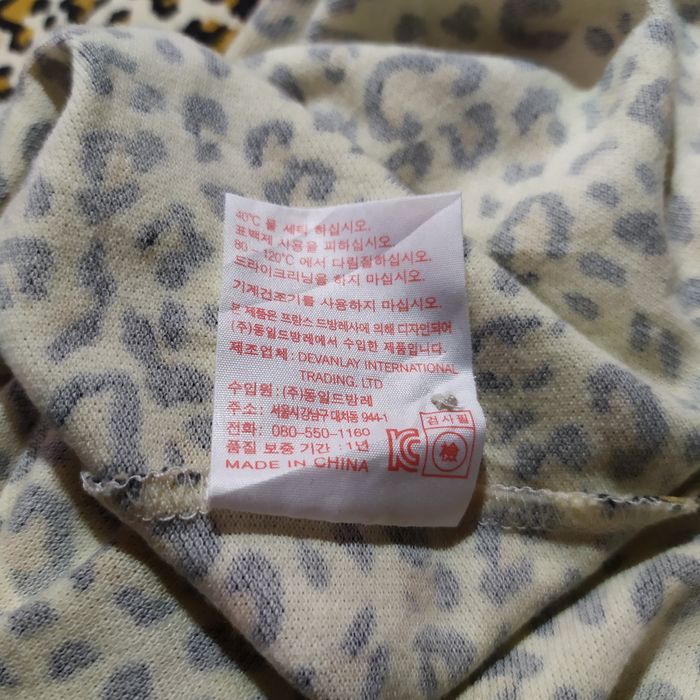 40℃ 물 세탁 하십시오.
표백제 사용을 피하십시오.
80 - 120℃ 에서 다림질하십시오.
드라이크리닝을 하지 마십시오.
기계건조기를 사용하지 마십시오.
본 제품은 프랑스 드방레사에 의해 디자인되어
(주)동일드방레에서 수입한 제품입니다.
제조업체: DEVANLAY INTERNATIONAL
TRADING. LTD
수입원: (주)동일드방레
주소: 서울시강남구 대치동 944-1
전화: 080-550-1160
품질 보증 기간 : 1년
MADE IN CHINA
KC
검사필
檢